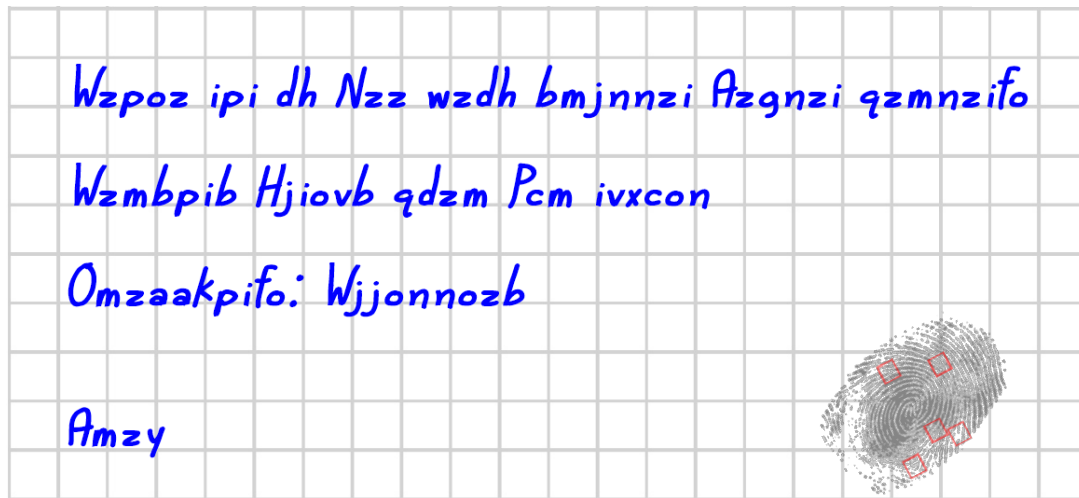 Wzpoz ipi dh Nzz wzdh bmjnnzi Azgnzi qzmnzifo
Wzmbpib Hjiovb qdzm Pcm ivxcon
Omzaakpifo: Wjjonnozb
Amzy